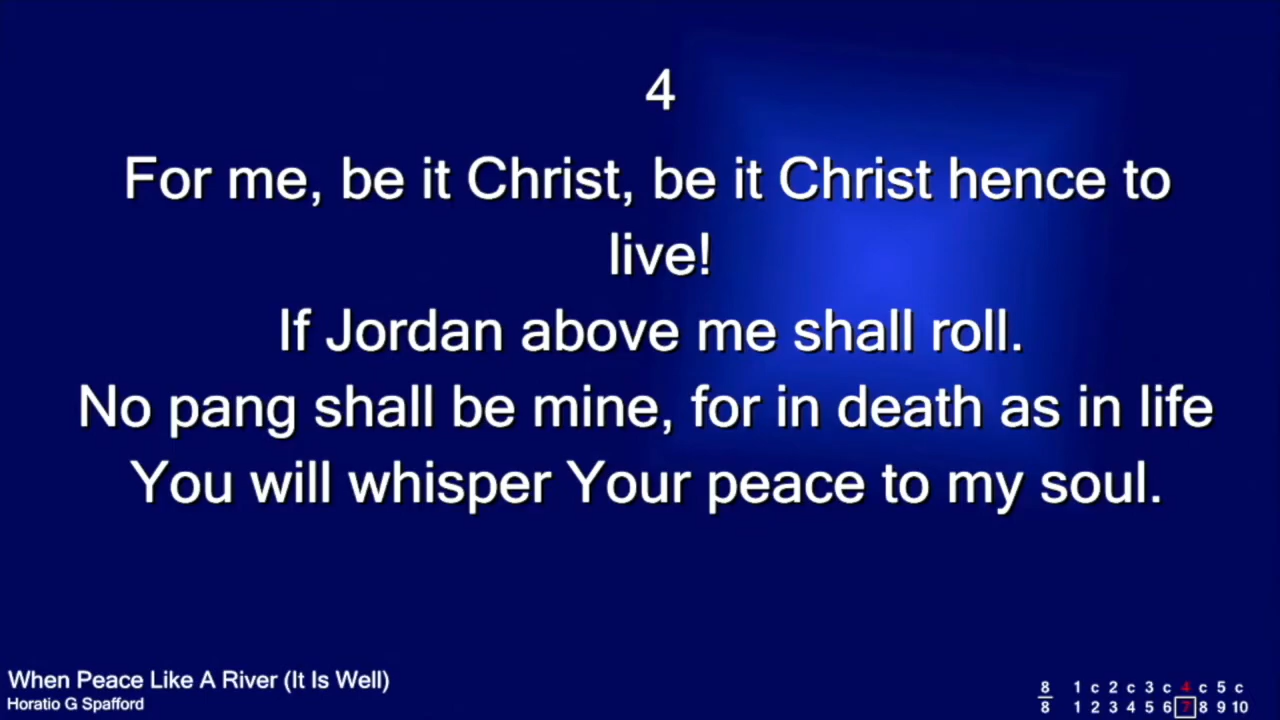 4
For me, be it Christ, be it Christ hence to
live!
If Jordan above me shall roll.
No pang shall be mine, for in death as in life
You will whisper Your peace to my soul.
When Peace Like A River (It Is Well)
Horatio G Spafford
8 1 c 2 c 3 c 4 c 5 c
8 1 2 3 4 5 6 7 8 9 10